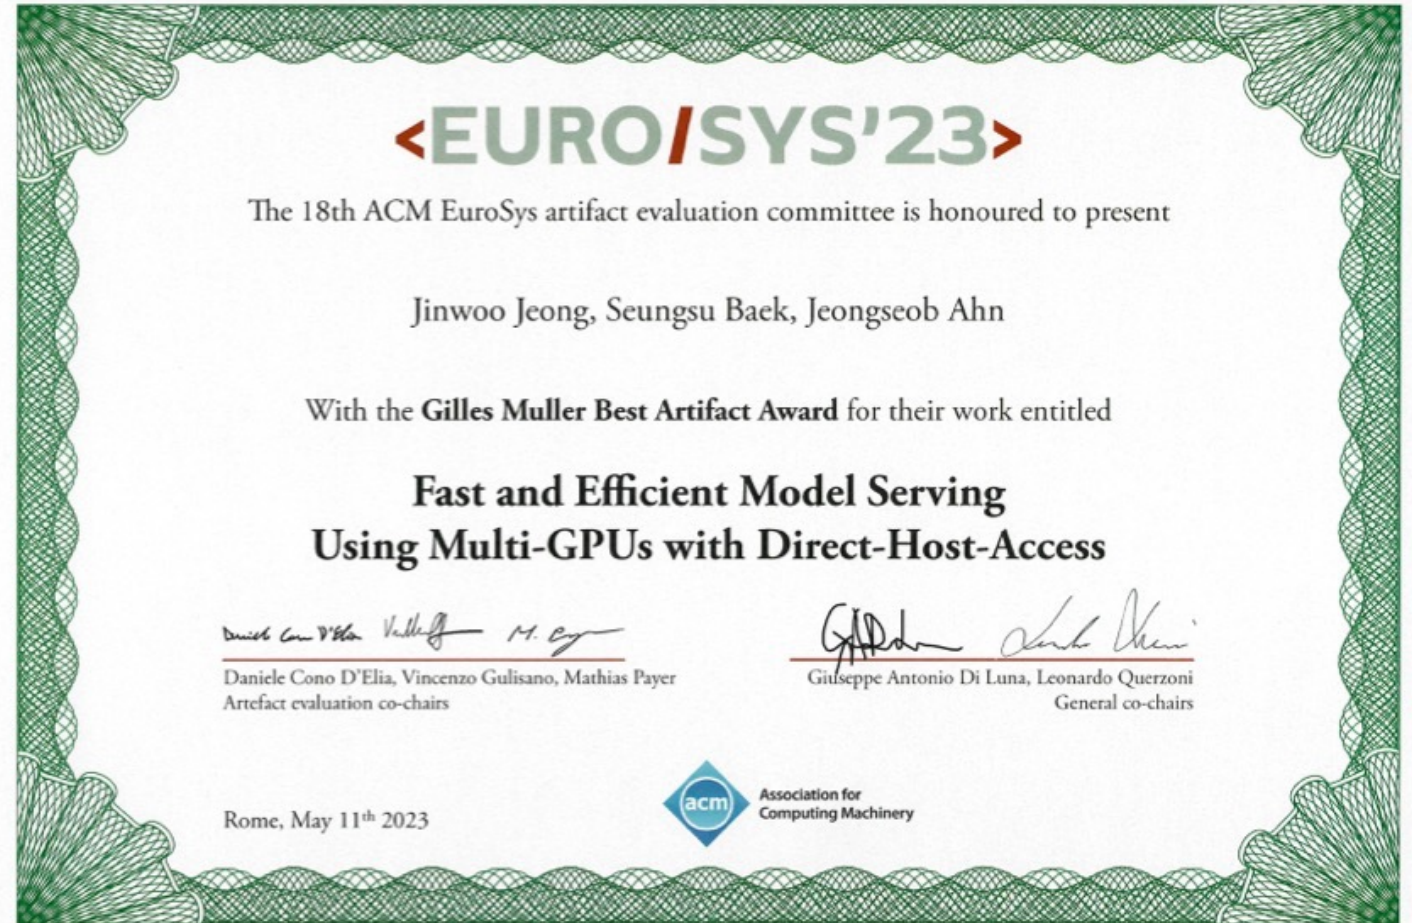 <EURO/SYS'23>
The 18th ACM EuroSys artifact evaluation committee is honoured to present
Jinwoo Jeong, Seungsu Baek, Jeongseob Ahn
With the Gilles Muller Best Artifact Award for their work entitled
Fast and Efficient Model Serving
Using Multi-GPUs with Direct-Host-Access
Daniele Cono D'Elia, Vincenzo Gulisano, Mathias Payer
Artefact evaluation co-chairs
Giuseppe Antonio Di Luna, Leonardo Querzoni
General co-chairs
Rome, May 11th 2023
acm
Association for
Computing Machinery